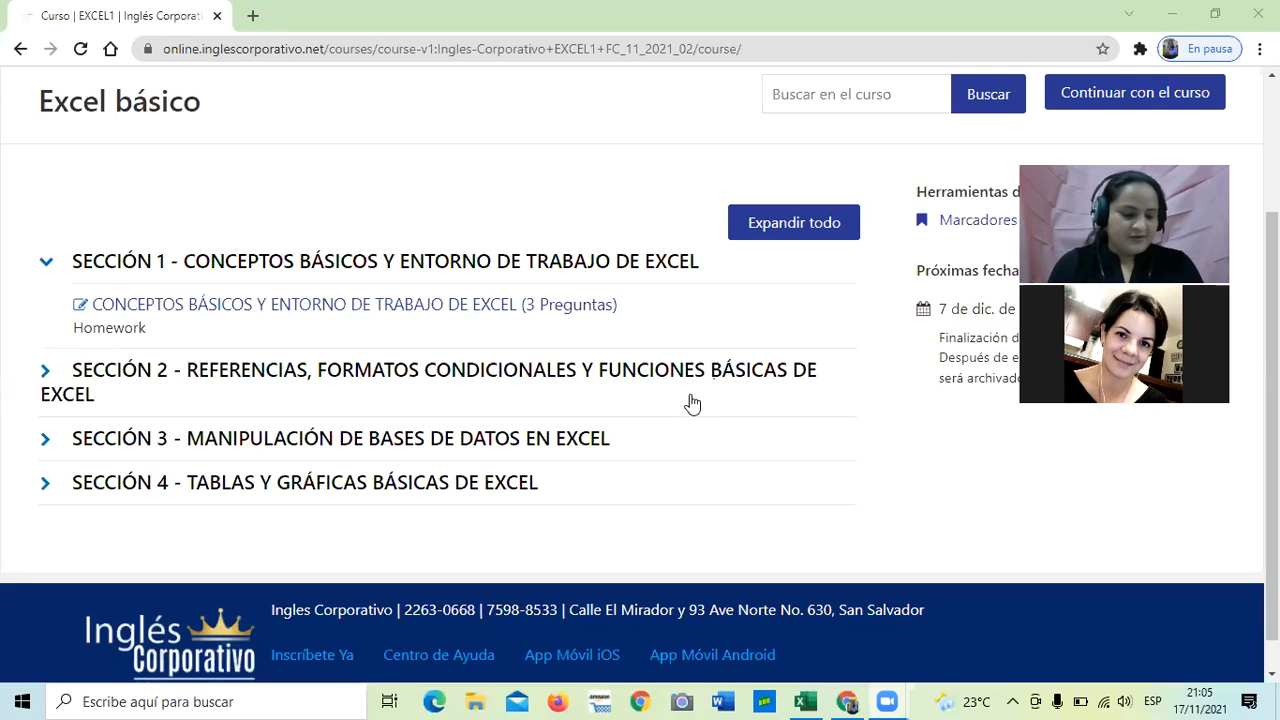 Curso | EXCEL1 | Inglés Corporati
online.inglescorporativo.net/courses/course-v1:Inglés-Corporativo+EXCEL1+FC_11_2021_02/course/
En pausa
Excel básico
Buscar en el curso
Buscar
Continuar con el curso
Expandir todo
SECCIÓN 1 - CONCEPTOS BÁSICOS Y ENTORNO DE TRABAJO DE EXCEL
CONCEPTOS BÁSICOS Y ENTORNO DE TRABAJO DE EXCEL (3 Preguntas)
Homework
SECCIÓN 2 - REFERENCIAS, FORMATOS CONDICIONALES Y FUNCIONES BÁSICAS DE
EXCEL
SECCIÓN 3 - MANIPULACIÓN DE BASES DE DATOS EN EXCEL
SECCIÓN 4 - TABLAS Y GRÁFICAS BÁSICAS DE EXCEL
Herramientas d
Marcadores
Próximas fecha
7 de dic. de
Finalización d
Después de e
será archivado
Inglés
Corporativo
Ingles Corporativo | 2263-0668 | 7598-8533 | Calle El Mirador y 93 Ave Norte No. 630, San Salvador
Inscríbete Ya
Centro de Ayuda
App Móvil iOS
App Móvil Android
Escribe aquí para buscar
23°C
ESP
21:05
17/11/2021